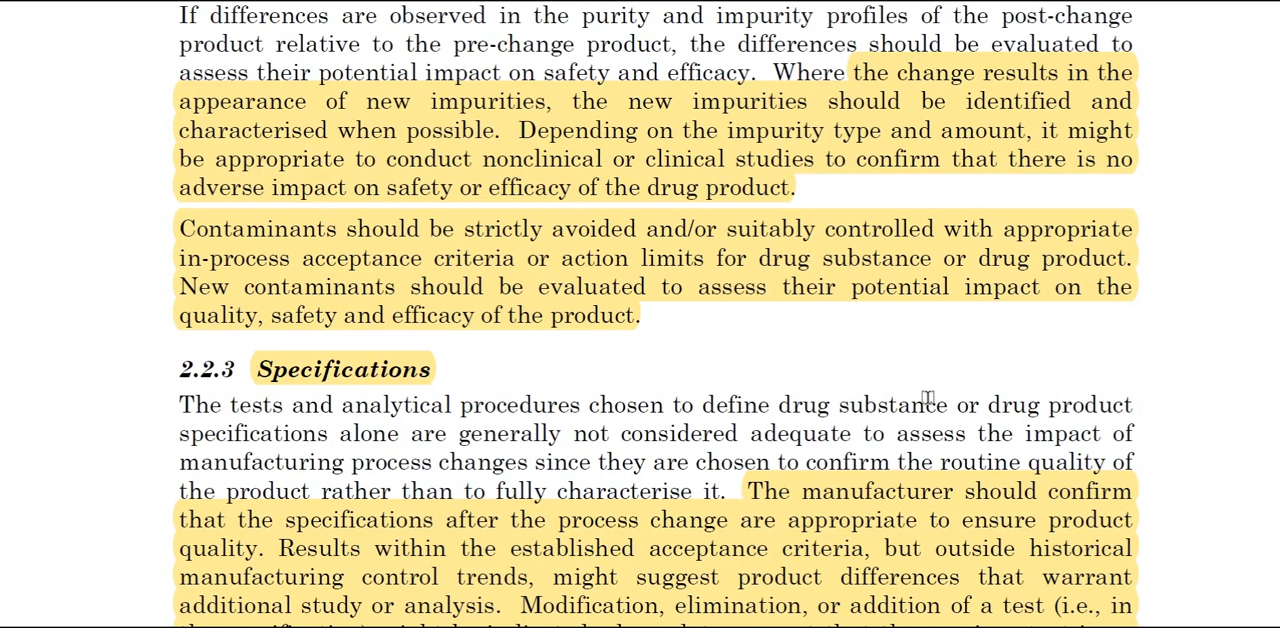 If differences are observed in the purity and impurity profiles of the post-change
product relative to the pre-change product, the differences should be evaluated to
assess their potential impact on safety and efficacy. Where the change results in the
appearance of new impurities, the new impurities should be identified and
characterised when possible. Depending on the impurity type and amount, it might
be appropriate to conduct nonclinical or clinical studies to confirm that there is no
adverse impact on safety or efficacy of the drug product.
Contaminants should be strictly avoided and/or suitably controlled with appropriate
in-process acceptance criteria or action limits for drug substance or drug product.
New contaminants should be evaluated to assess their potential impact on the
quality, safety and efficacy of the product.
2.2.3 Specifications
The tests and analytical procedures chosen to define drug substance or drug product
specifications alone are generally not considered adequate to assess the impact of
manufacturing process changes since they are chosen to confirm the routine quality of
the product rather than to fully characterise it. The manufacturer should confirm
that the specifications after the process change are appropriate to ensure product
quality. Results within the established acceptance criteria, but outside historical
manufacturing control trends, might suggest product differences that warrant
additional study or analysis. Modification, elimination, or addition of a test (i.e., in